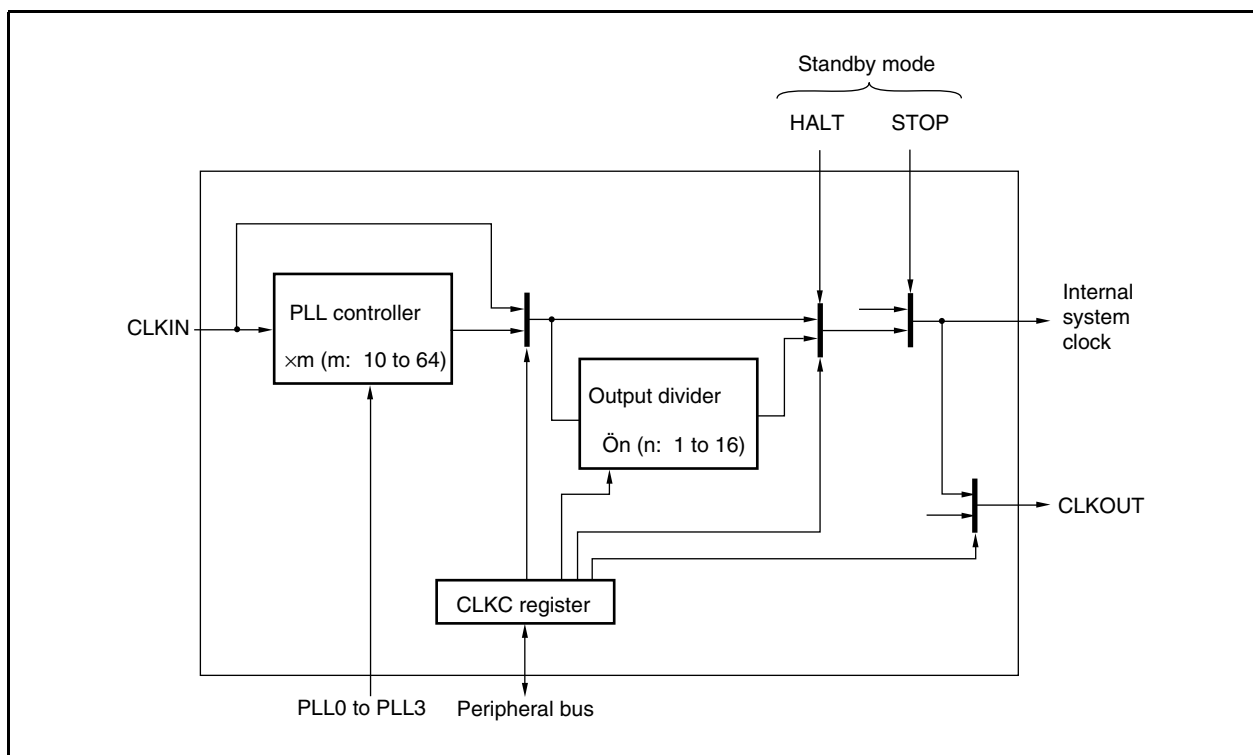 Standby mode
HALT
STOP
CLKIN
PLL controller
×m (m: 10 to 64)
Output divider
Ön (n: 1 to 16)
Internal
system
clock
CLKOUT
CLKC register
PLL0 to PLL3
Peripheral bus